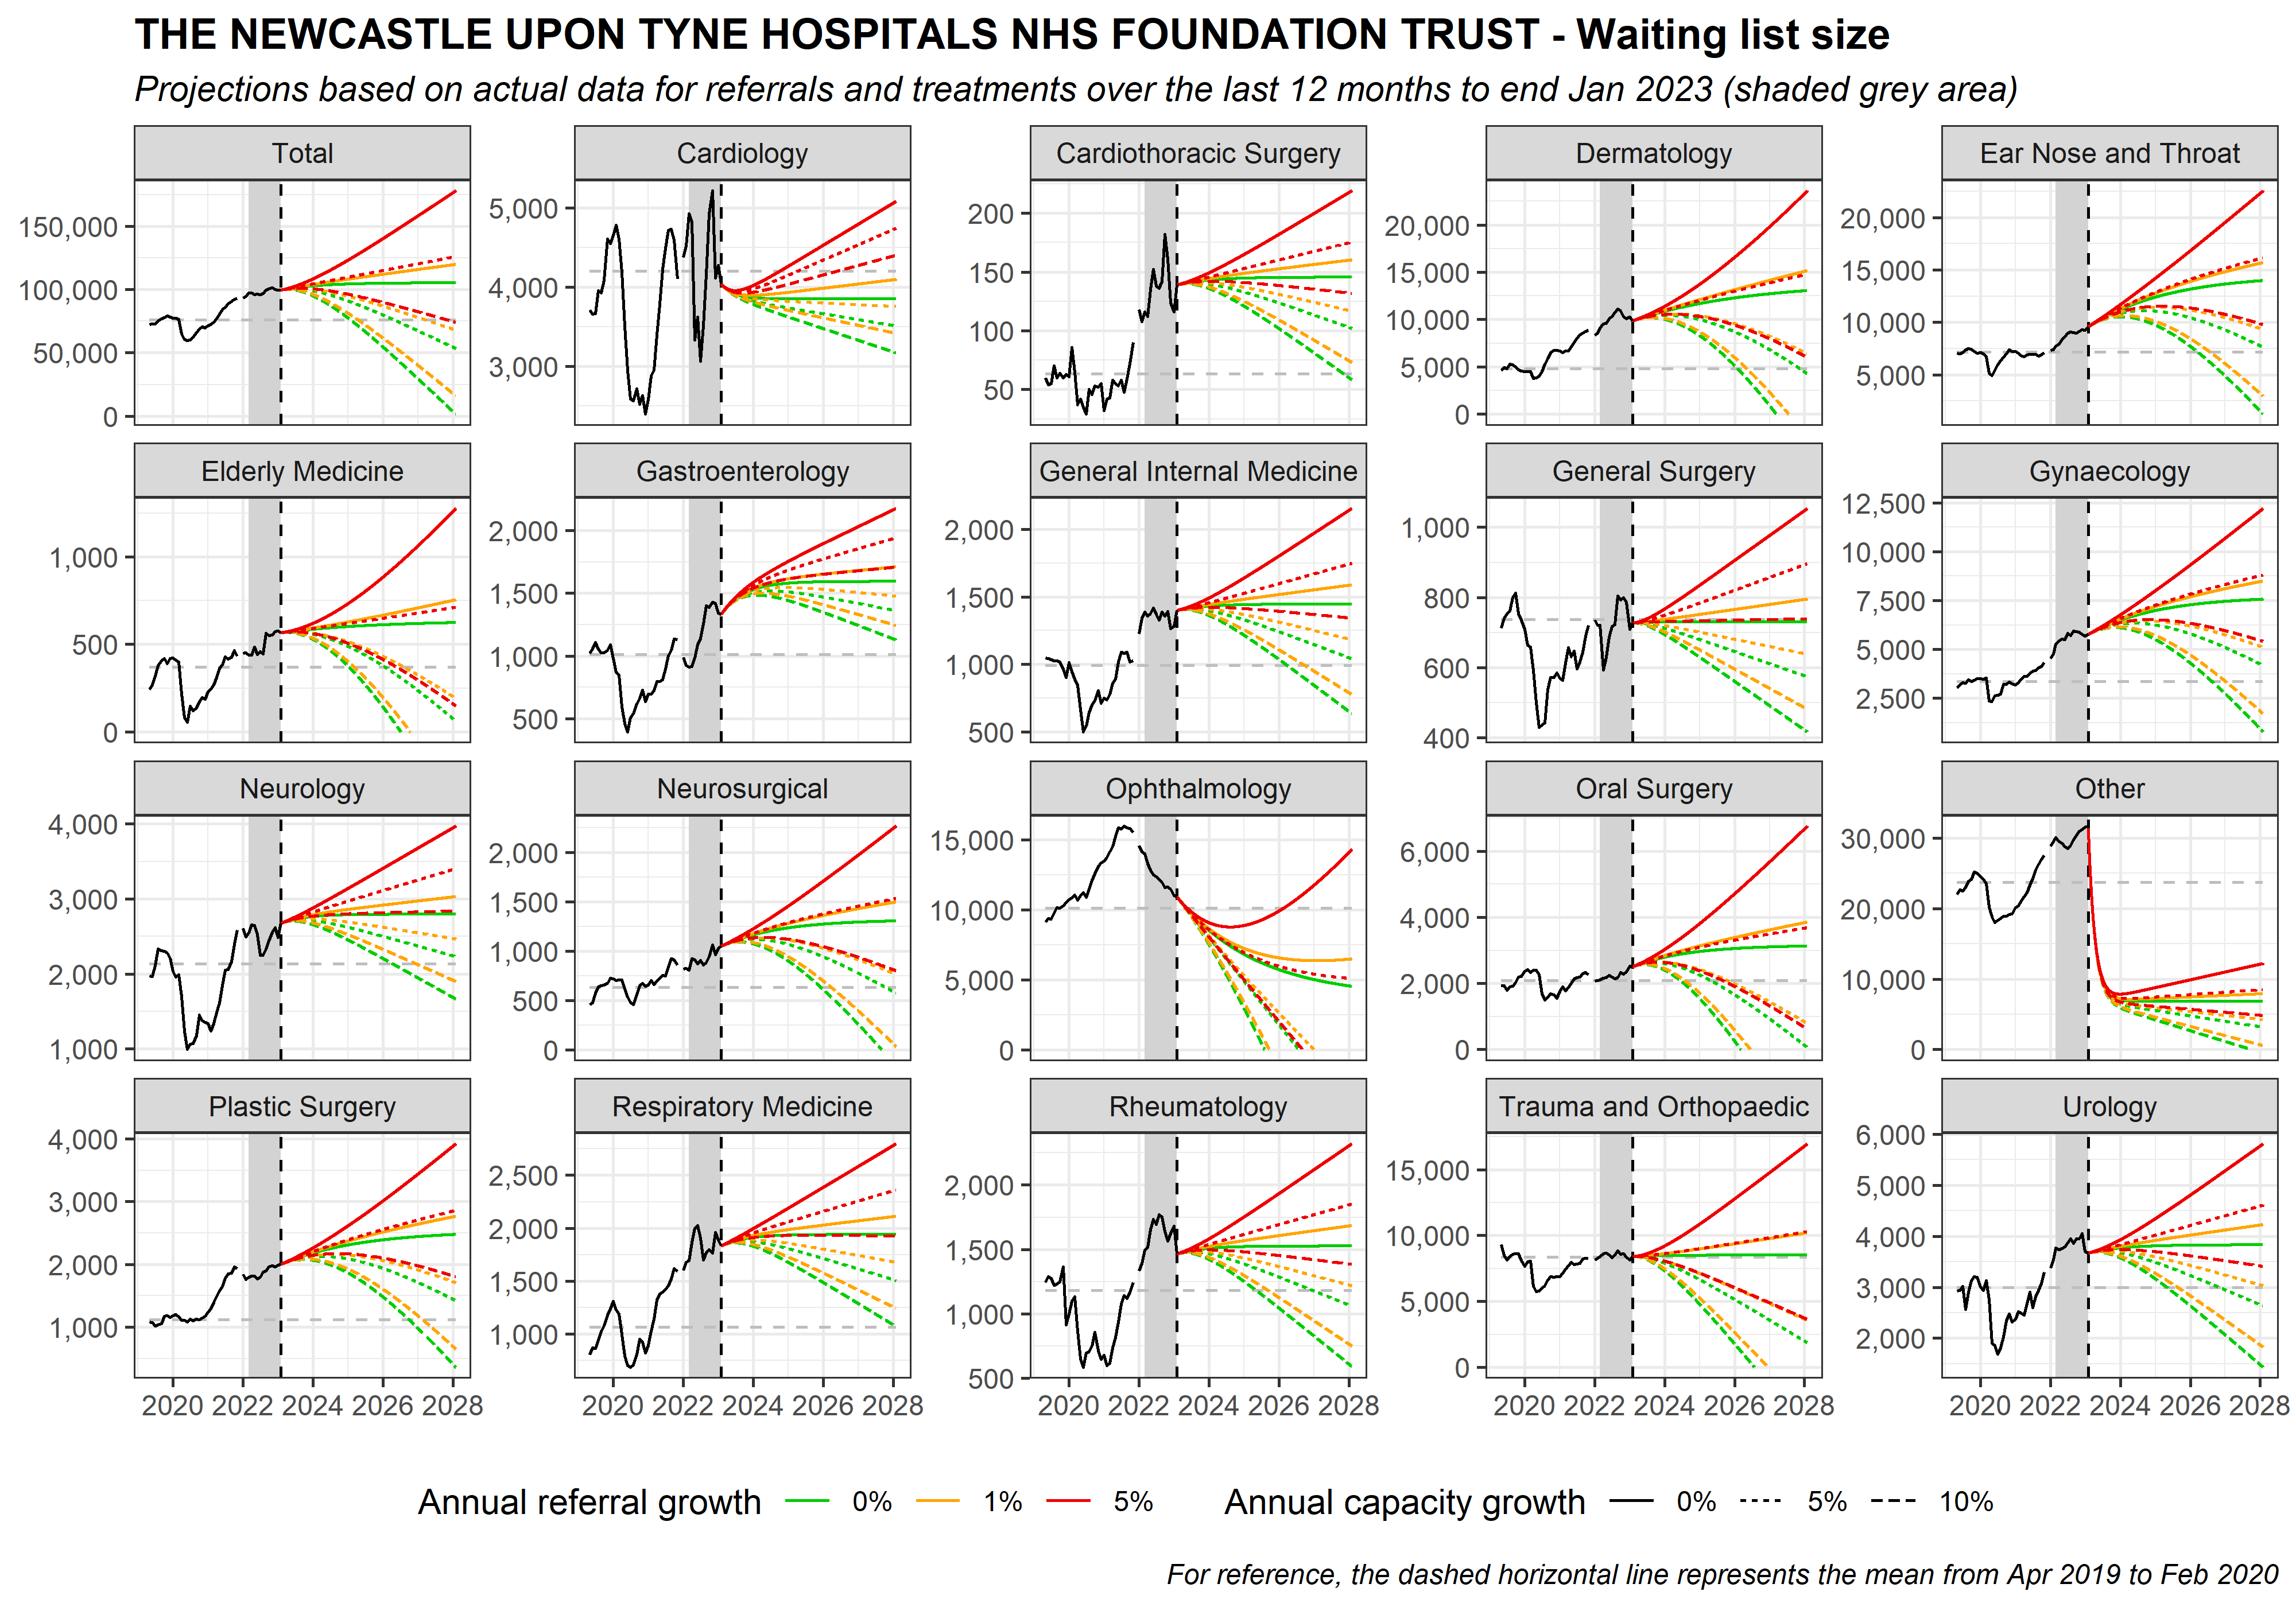 THE NEWCASTLE UPON TYNE HOSPITALS NHS FOUNDATION TRUST - Waiting list size
Projections based on actual data for referrals and treatments over the last 12 months to end Jan 2023 (shaded grey area)
Total
150,000
100,000
50,000
0
Cardiology
5,000
4,000
3,000
Cardiothoracic Surgery
200
150
100
50
Dermatology
20,000
15,000
10,000
5,000
0
Ear Nose and Throat
20,000
15,000
10,000
5,000
Elderly Medicine
1,000
500
0
Gastroenterology
2,000
1,500
1,000
500
General Internal Medicine
2,000
1,500
1,000
500
General Surgery
1,000
800
600
400
Gynaecology
12,500
10,000
7,500
5,000
2,500
Neurology
4,000
3,000
2,000
1,000
Neurosurgical
2,000
1,500
1,000
500
0
Ophthalmology
15,000
10,000
5,000
0
Oral Surgery
6,000
4,000
2,000
0
Other
30,000
20,000
10,000
0
Plastic Surgery
4,000
3,000
2,000
1,000
2020 2022 2024 2026 2028
Respiratory Medicine
2,500
2,000
1,500
1,000
2020 2022 2024 2026 2028
Rheumatology
2,000
1,500
1,000
500
2020 2022 2024 2026 2028
Trauma and Orthopaedic
15,000
10,000
5,000
0
2020 2022 2024 2026 2028
Urology
6,000
5,000
4,000
3,000
2,000
2020 2022 2024 2026 2028
Annual referral growth 0% 1% 5% Annual capacity growth 0% 5% 10%
For reference, the dashed horizontal line represents the mean from Apr 2019 to Feb 2020